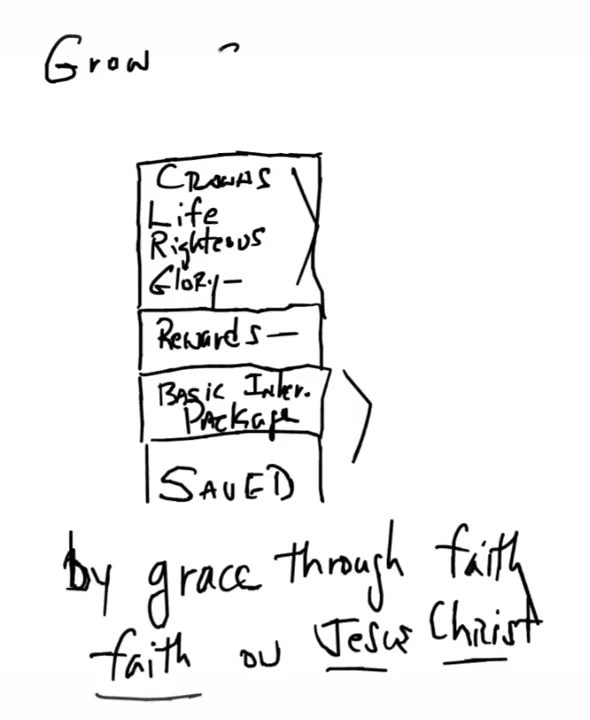 Grow
CROWNS
Life
Righteous
Glory—
Rewards—
BASIC Inher.
PACKage
SAVED
by grace through faith
faith on Jesus Christ